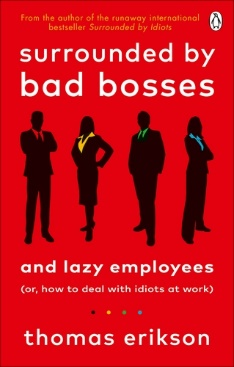 From the author of the runaway international
bestseller Surrounded by Idiots
surrounded by
bad bosses
and lazy employees
(or, how to deal with idiots at work)
thomas erikson